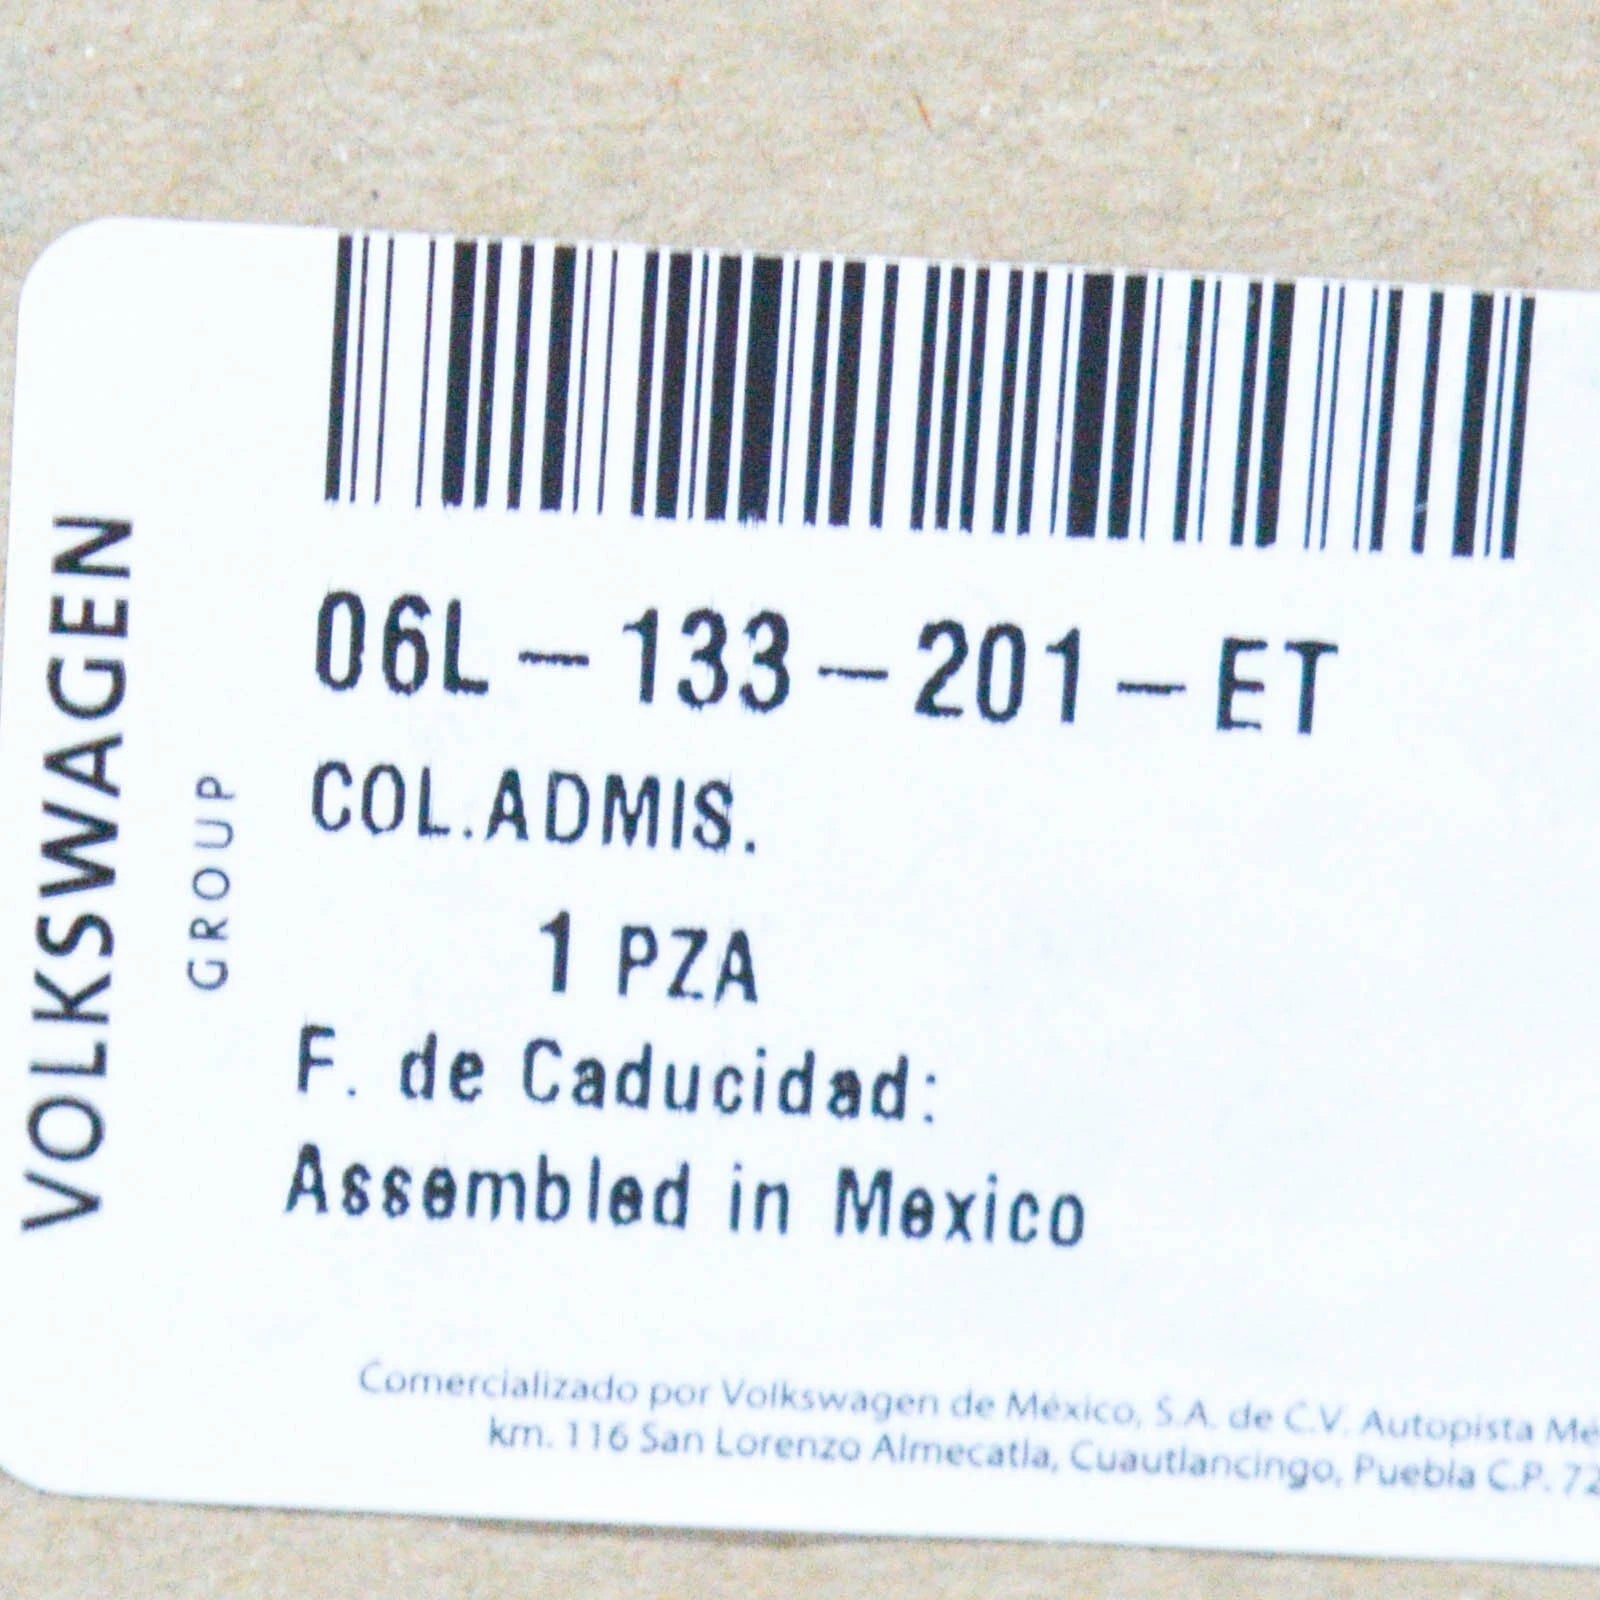 VOLKSWAGEN
GROUP
06L-133-201-ET
COL.ADMIS.
1 PZA
F. de Caducidad:
Assembled in Mexico
Comercializado por Volkswagen de México, S.A. de C.V. Autopista
km. 116 San Lorenzo Almecatla, Cuautlancingo, Puebla C.P.